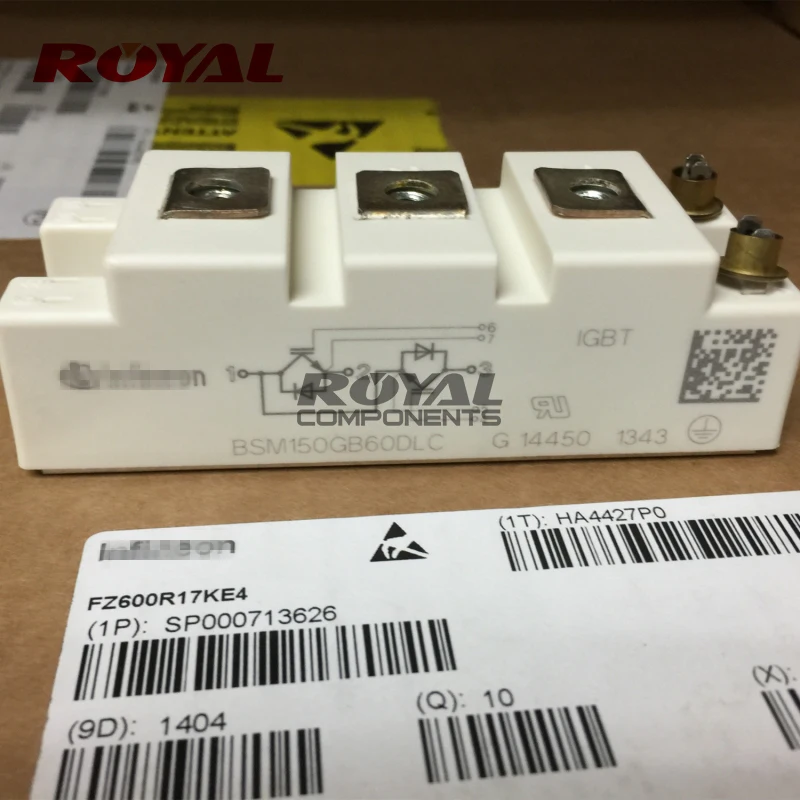 ROYAL
ATTEN
6
7
IGBT
1
2
3
ROYAL
COMPONENTS
BSM150GB60DLC G 14450 1343
(1T): HA4427P0
FZ600R17KE4
(1P): SP000713626
(Q): 10
(X):
(9D): 1404